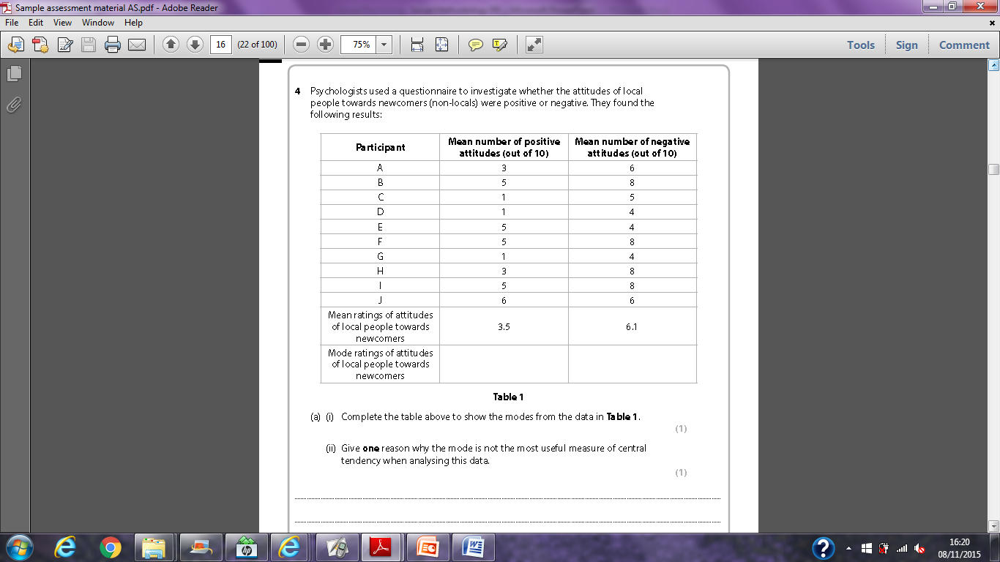 Sample assessment material AS.pdf - Adobe Reader
File Edit View Window Help
16 (22 of 100) 75% Tools Sign Comment
4 Psychologists used a questionnaire to investigate whether the attitudes of local
people towards newcomers (non-locals) were positive or negative. They found the
following results:
Participant Mean number of positive attitudes (out of 10) Mean number of negative attitudes (out of 10)
A 3 6
B 5 8
C 1 5
D 1 4
E 5 4
F 5 8
G 1 4
H 3 8
I 5 8
J 6 6
Mean ratings of attitudes
of local people towards
newcomers
3.5 6.1
Mode ratings of attitudes
of local people towards
newcomers
Table 1
(a) (i) Complete the table above to show the modes from the data in Table 1.
(1)
(ii) Give one reason why the mode is not the most useful measure of central
tendency when analysing this data.
(1)
16:20
08/11/2015